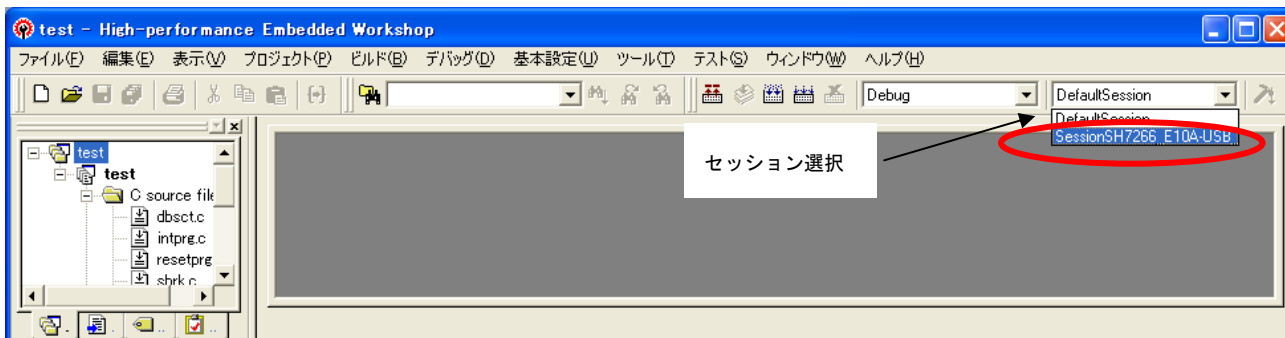 test - High-performance Embedded Workshop
ファイル(F) 編集(E) 表示(V) プロジェクト(P) ビルド(B) デバッグ(D) 基本設定(U) ツール(T) テスト(S) ウィンドウ(W) ヘルプ(H)
Debug DefaultSession
DefaultSession
SessionSH7266_E10A-USB
セッション選択
test
test
C source file
dbsct.c
intprg.c
resetprg
sbrk.c